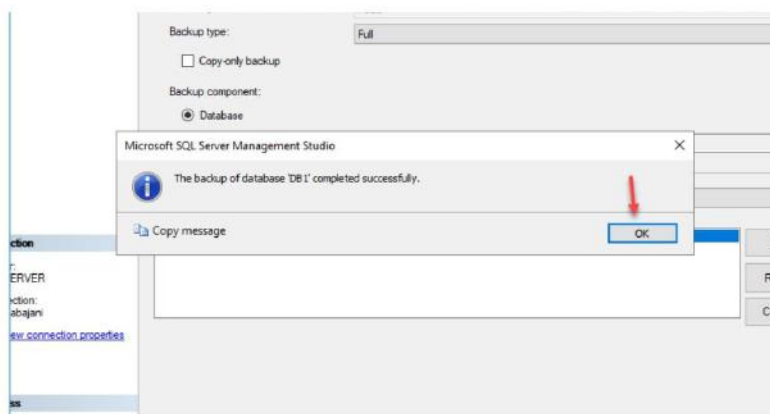 Backup type:
Full
Copy-only backup
Backup component:
Database
Microsoft SQL Server Management Studio
The backup of database 'DB1' completed successfully.
Copy message
OK
ction
ERVER
ection:
abajani
ew connection properties
R
C
ss